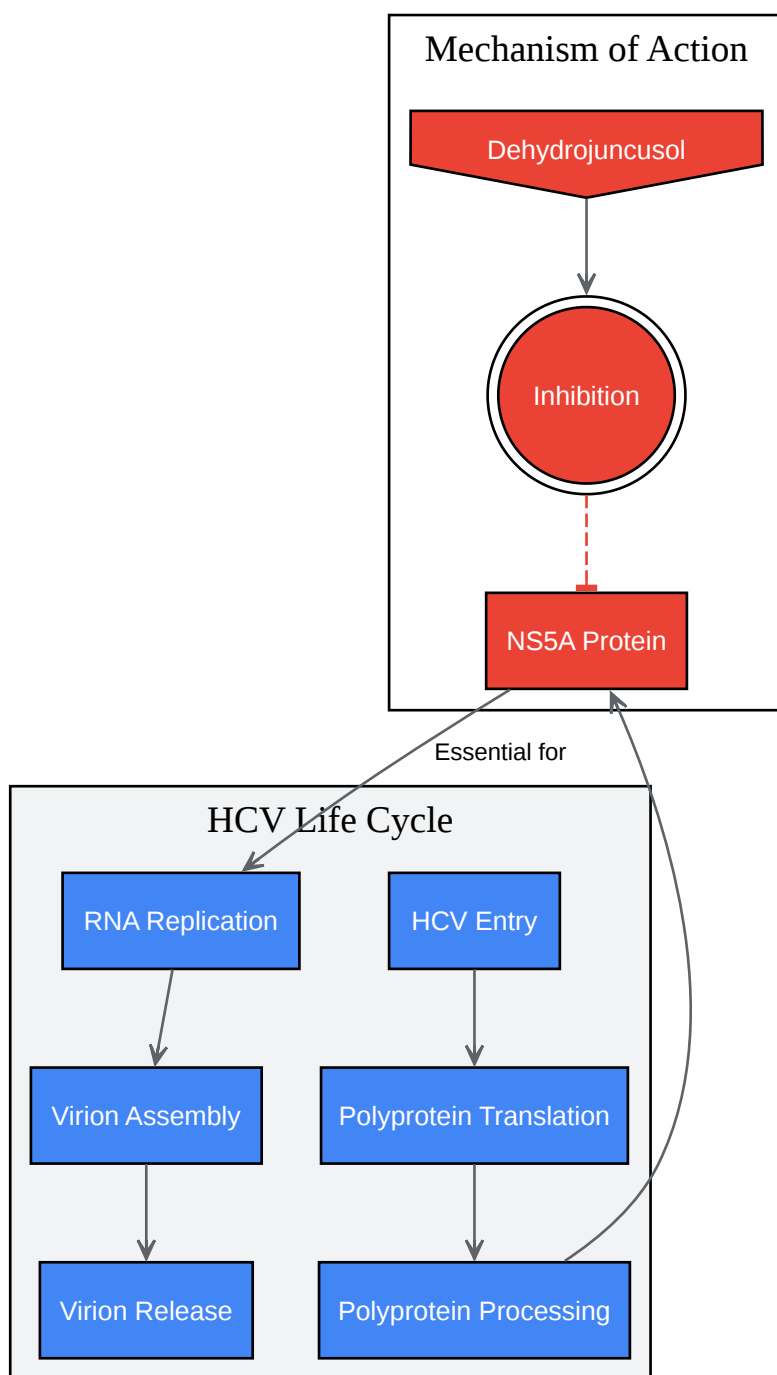 Mechanism of Action
Dehydrojuncusol
Inhibition
NS5A Protein
Essential for
HCV Life Cycle
RNA Replication
HCV Entry
Virion Assembly
Polyprotein Translation
Virion Release
Polyprotein Processing